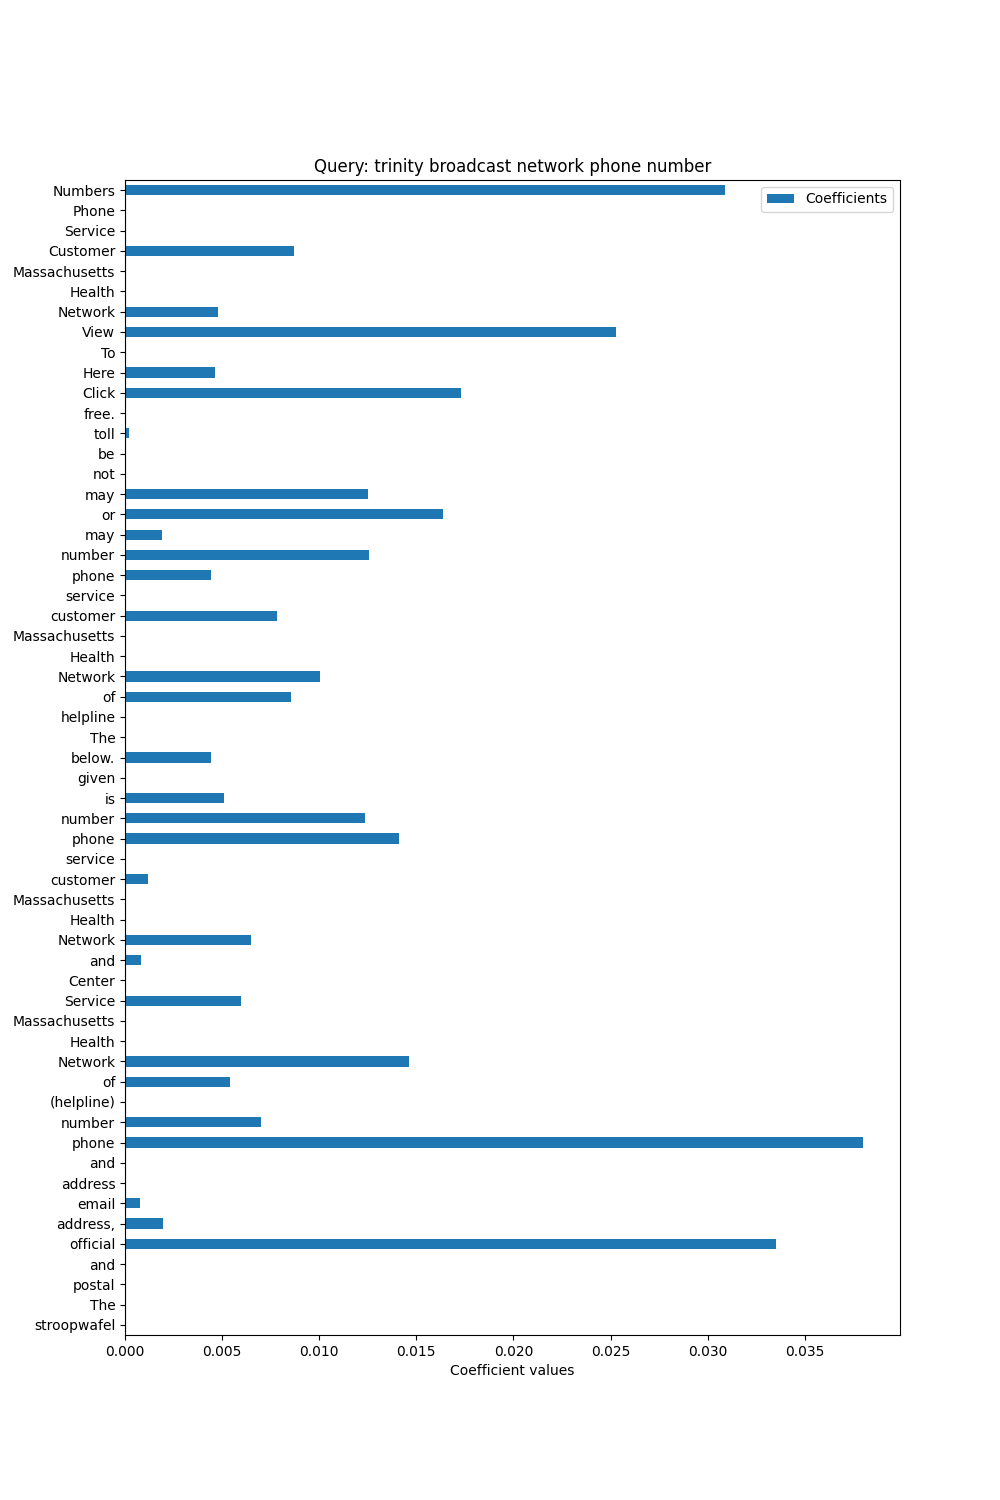 Query: trinity broadcast network phone number
Coefficients
Numbers
Phone
Service
Customer
Massachusetts
Health
Network
View
To
Here
Click
free.
toll
be
not
may
or
may
number
phone
service
customer
Massachusetts
Health
Network
of
helpline
The
below.
given
is
number
phone
service
customer
Massachusetts
Health
Network
and
Center
Service
Massachusetts
Health
Network
of
(helpline)
number
phone
and
address
email
address,
official
and
postal
The
stroopwafel
0.000 0.005 0.010 0.015 0.020 0.025 0.030 0.035
Coefficient values